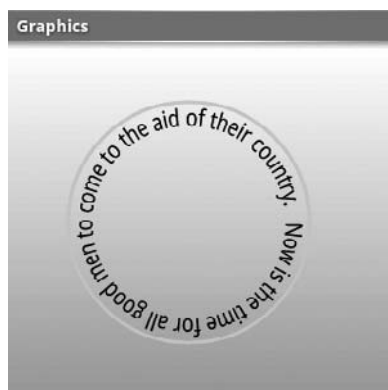 Graphics
Now is the time for all good men to come to the aid of their country.